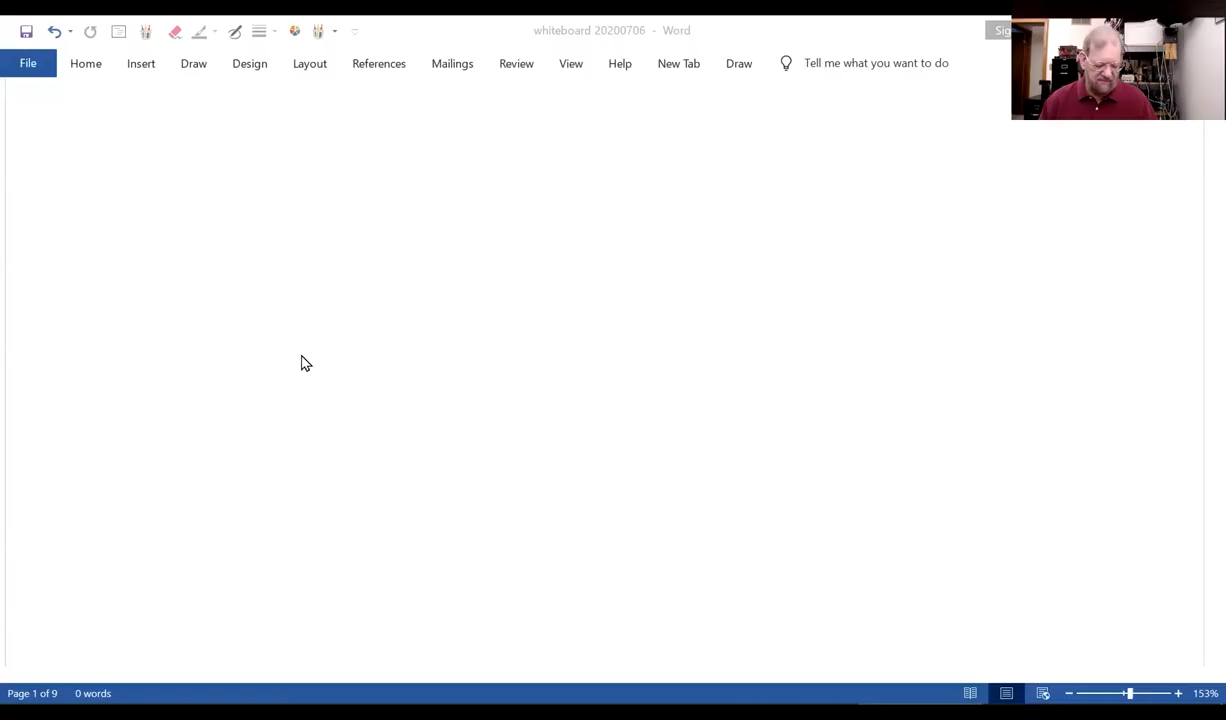 whiteboard 20200706 - Word
Sig
File Home Insert Draw Design Layout References Mailings Review View Help New Tab Draw Tell me what you want to do
Page 1 of 9 0 words
153%